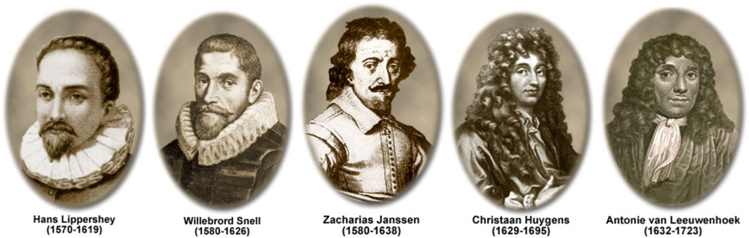 Hans Lippershey
(1570-1619)
Willebrord Snell
(1580-1626)
Zacharias Janssen
(1580-1638)
Christaan Huygens
(1629-1695)
Antonie van Leeuwenhoek
(1632-1723)